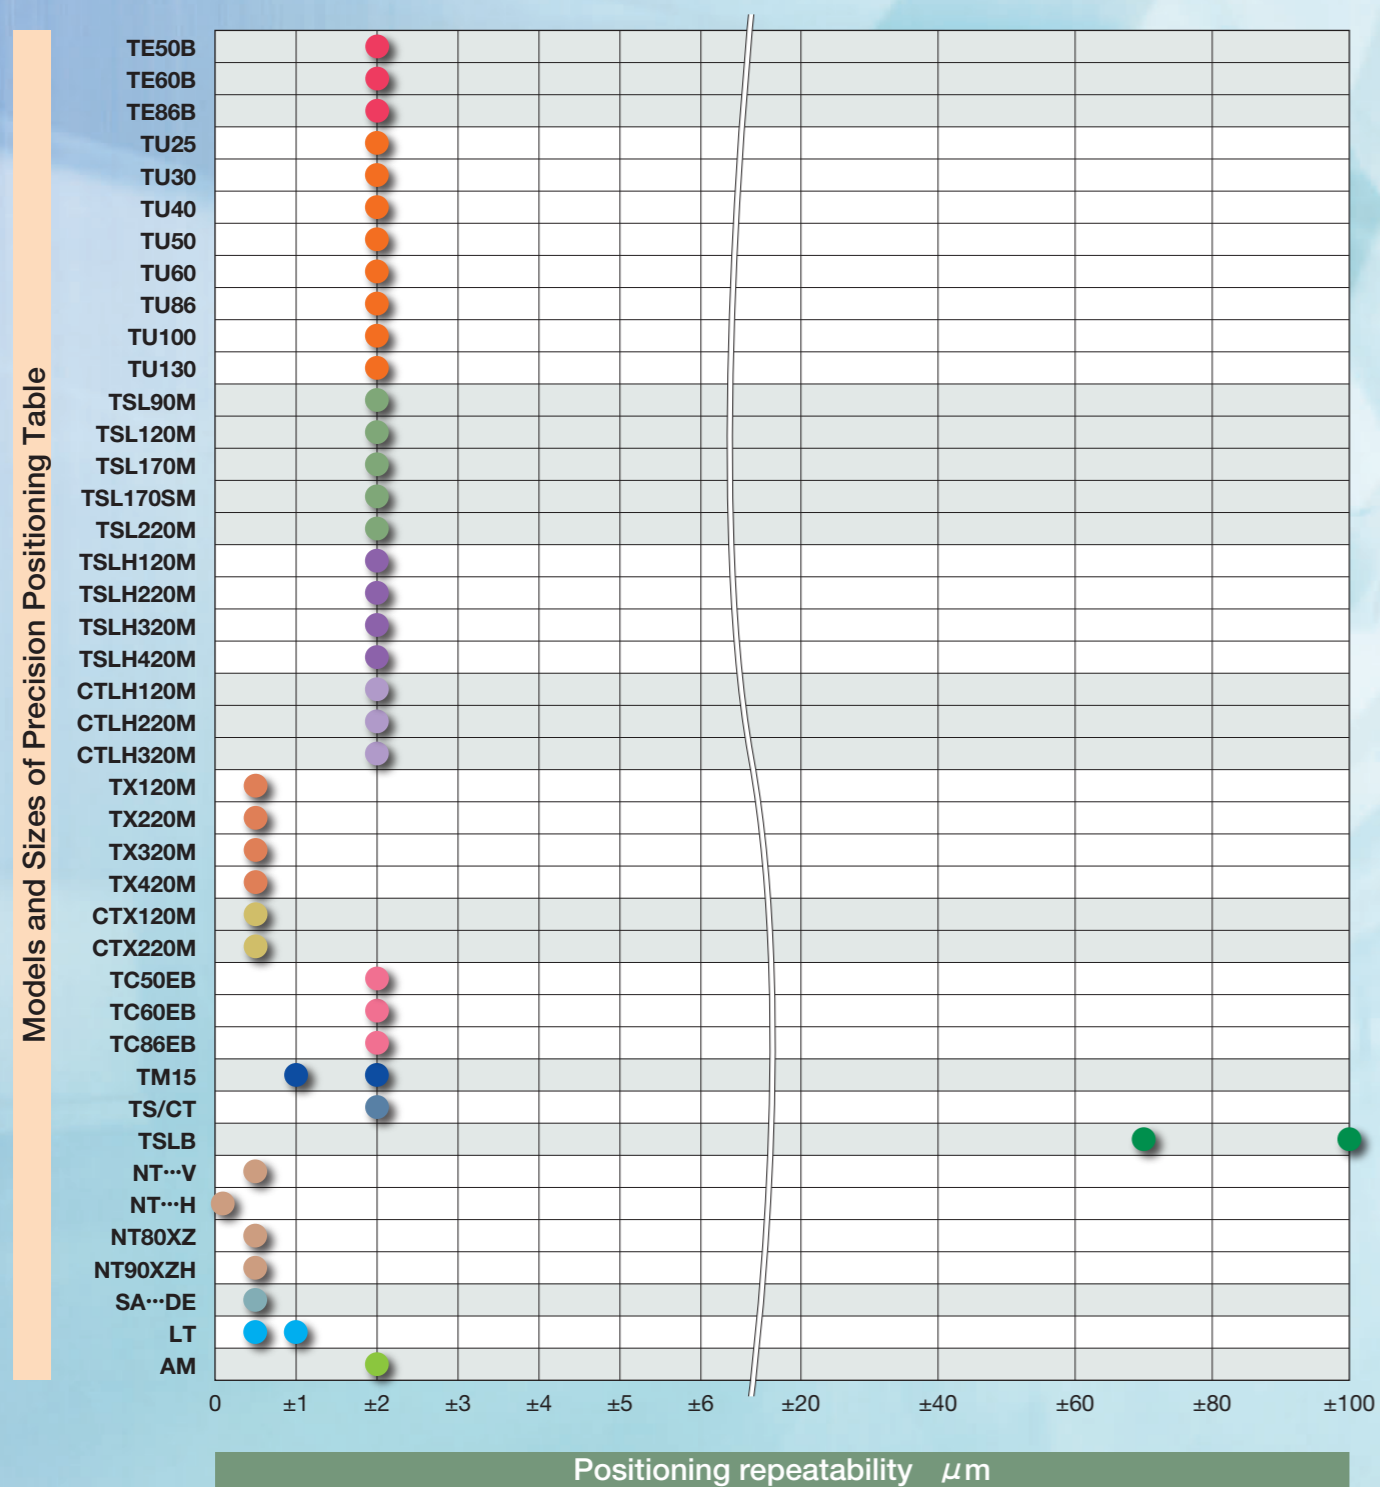 Models and Sizes of Precision Positioning Table
TE50B
TE60B
TE86B
TU25
TU30
TU40
TU50
TU60
TU86
TU100
TU130
TSL90M
TSL120M
TSL170M
TSL170SM
TSL220M
TSLH120M
TSLH220M
TSLH320M
TSLH420M
CTLH120M
CTLH220M
CTLH320M
TX120M
TX220M
TX320M
TX420M
CTX120M
CTX220M
TC50EB
TC60EB
TC86EB
TM15
TS/CT
TSLB
NT···V
NT···H
NT80XZ
NT90XZH
SA···DE
LT
AM
0 ±1 ±2 ±3 ±4 ±5 ±6 ±20 ±40 ±60 ±80 ±100
Positioning repeatability μm